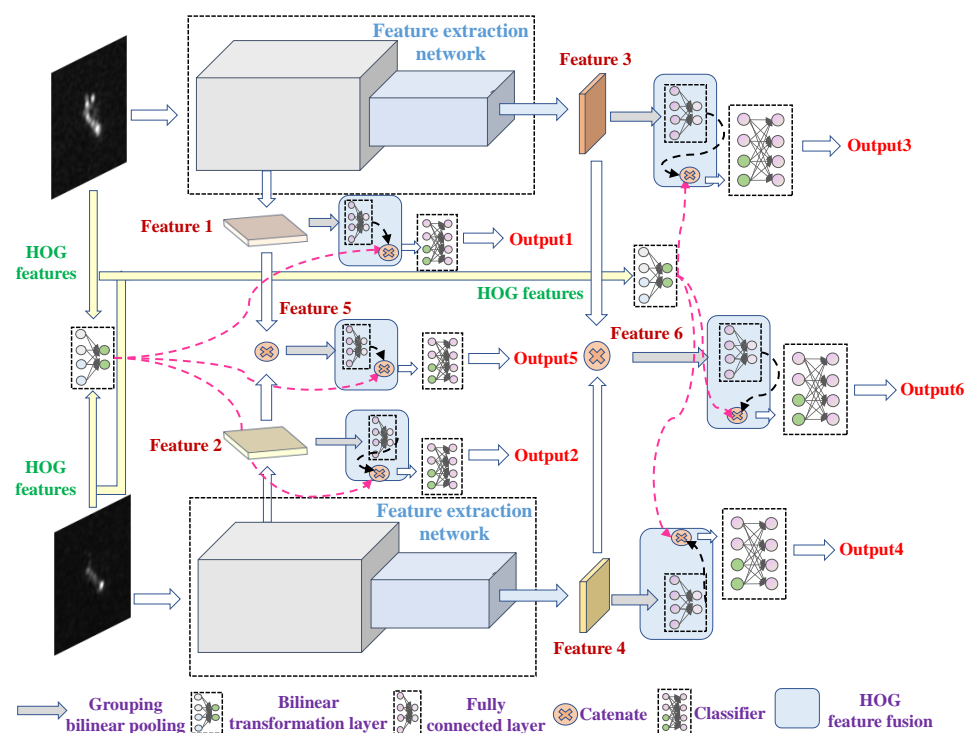 Feature extraction
network
Feature 3
Output3
Feature 1
Output1
HOG
features
HOG features
Feature 5
Feature 6
Output5
Output6
Feature 2
Output2
HOG
features
Feature extraction
network
Output4
Feature 4
Grouping
bilinear pooling
Bilinear
transformation layer
Fully
connected layer
Catenate
Classifier
HOG
feature fusion